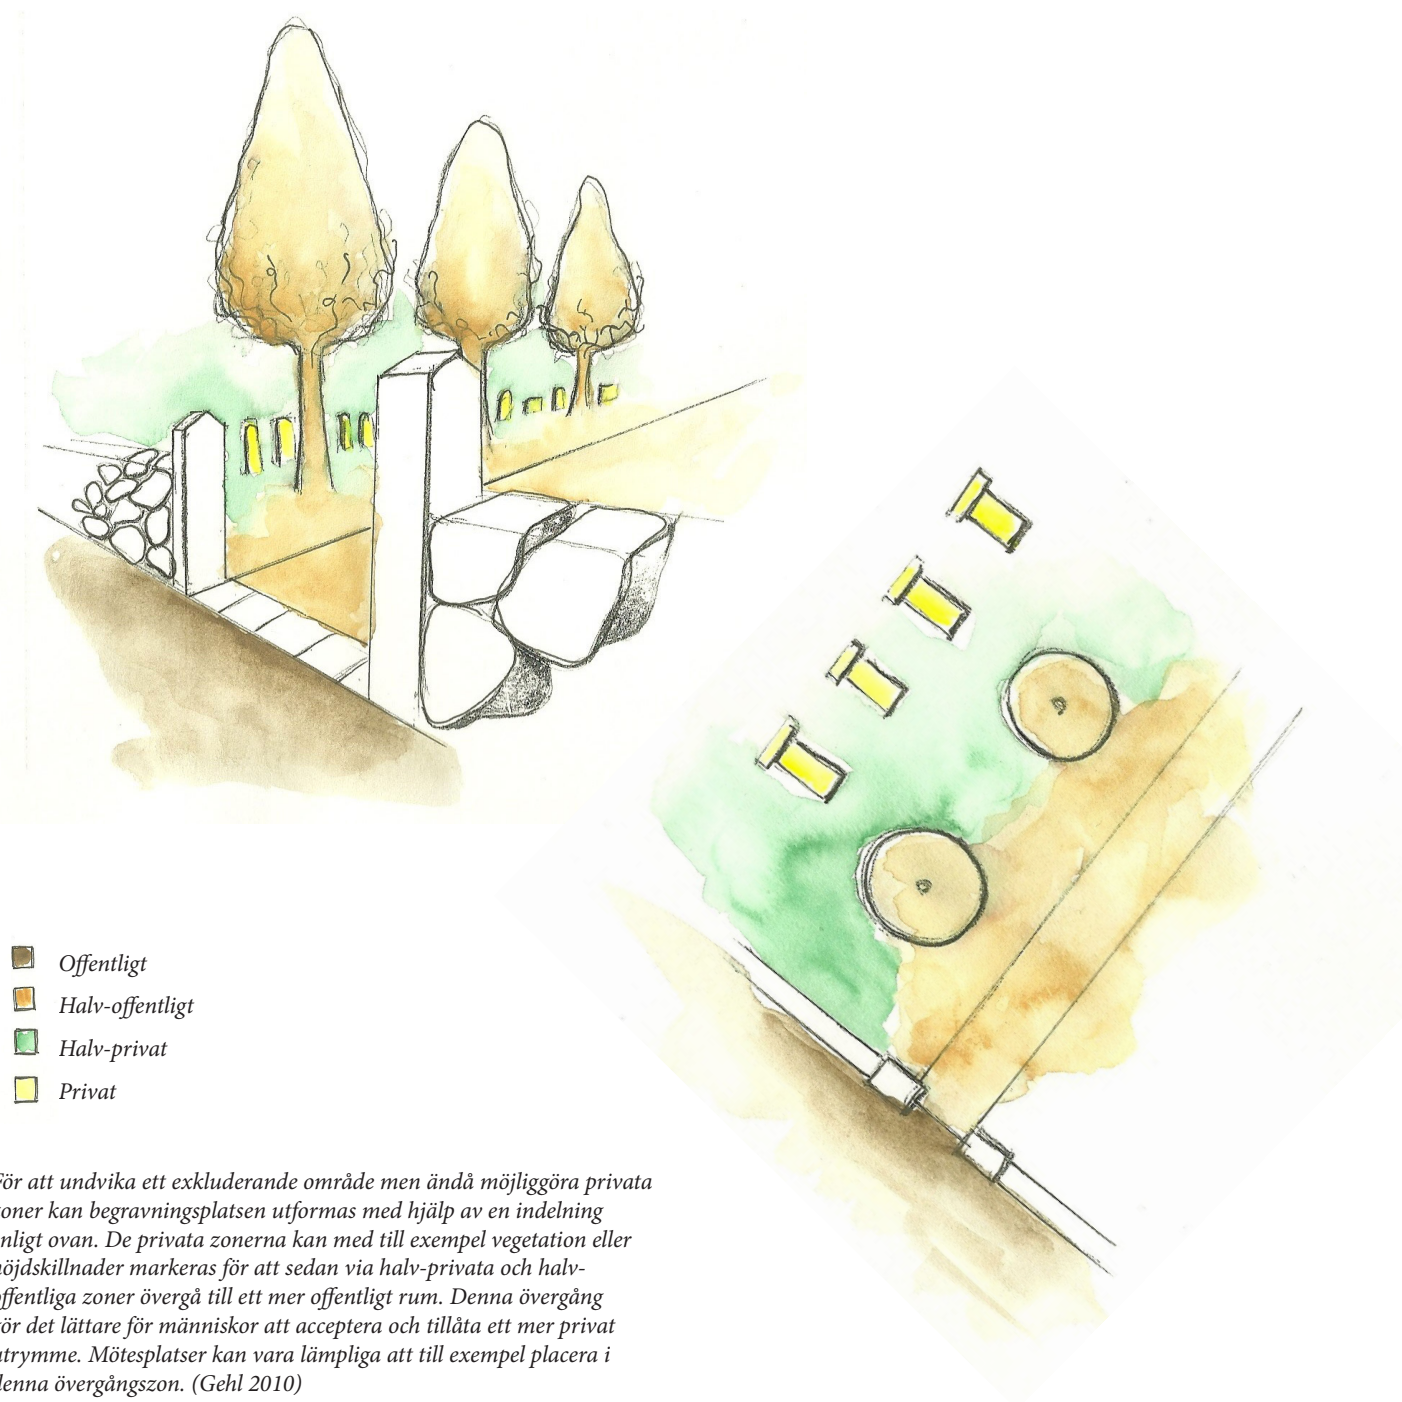 Offentligt
Halv-offentligt
Halv-privat
Privat
För att undvika ett exkluderande område men ändå möjliggöra privata
oner kan begravningsplatsen utformas med hjälp av en indelning
nligt ovan. De privata zonerna kan med till exempel vegetation eller
öjdskillnader markeras för att sedan via halv-privata och halv-
offentliga zoner övergå till ett mer offentligt rum. Denna övergång
ör det lättare för människor att acceptera och tillåta ett mer privat
utrymme. Mötesplatser kan vara lämpliga att till exempel placera i
denna övergångszon. (Gehl 2010)